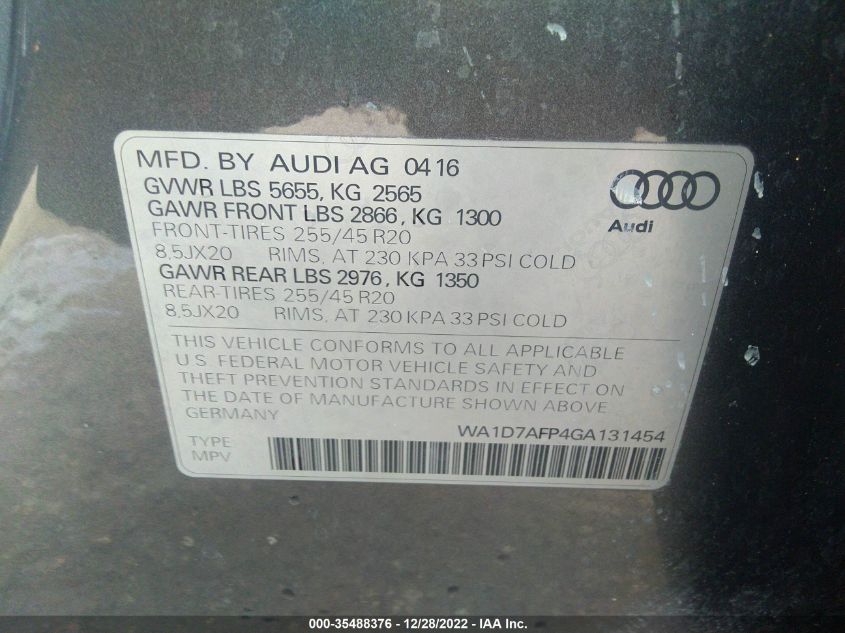 MFD. BY AUDI AG 04 16
GVWR LBS 5655, KG 2565
GAWR FRONT LBS 2866, KG 1300
FRONT-TIRES 255/45 R20
8,5JX20 RIMS, AT 230 KPA 33 PSI COLD
GAWR REAR LBS 2976, KG 1350
REAR-TIRES 255/45 R20
8,5JX20 RIMS, AT 230 KPA 33 PSI COLD
Audi
THIS VEHICLE CONFORMS TO ALL APPLICABLE
U.S. FEDERAL MOTOR VEHICLE SAFETY AND
THEFT PREVENTION STANDARDS IN EFFECT ON
THE DATE OF MANUFACTURE SHOWN ABOVE
GERMANY
WA1D7AFP4GA131454
TYPE
MPV
000-35488376 - 12/28/2022 - IAA Inc.